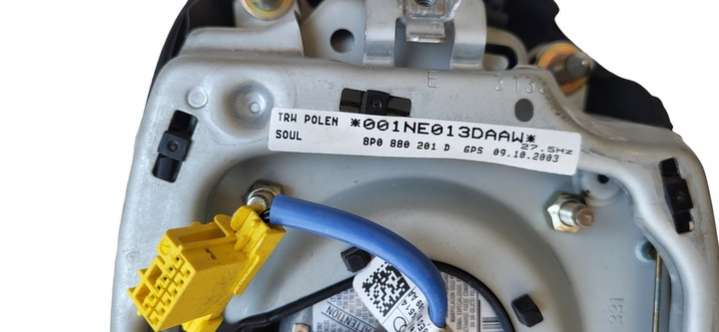 E
TRW POLEN *001NE013DAAW*
SOUL 27.5Hz
8P0 880 201 D GPS 09.10.2003